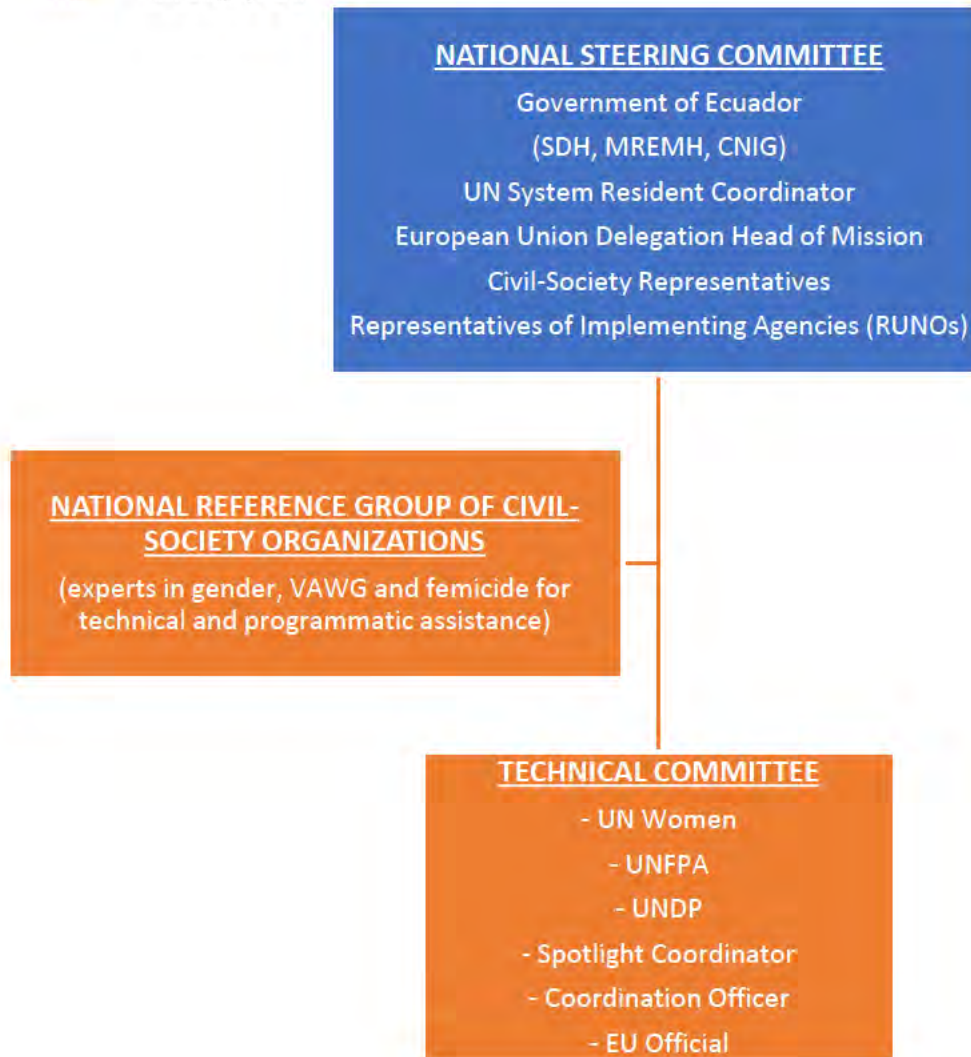 NATIONAL STEERING COMMITTEE
Government of Ecuador
(SDH, MREMH, CNIG)
UN System Resident Coordinator
European Union Delegation Head of Mission
Civil-Society Representatives
Representatives of Implementing Agencies (RUNOs)
NATIONAL REFERENCE GROUP OF CIVIL-
SOCIETY ORGANIZATIONS
(experts in gender, VAWG and femicide for
technical and programmatic assistance)
TECHNICAL COMMITTEE
- UN Women
- UNFPA
- UNDP
- Spotlight Coordinator
- Coordination Officer
- EU Official